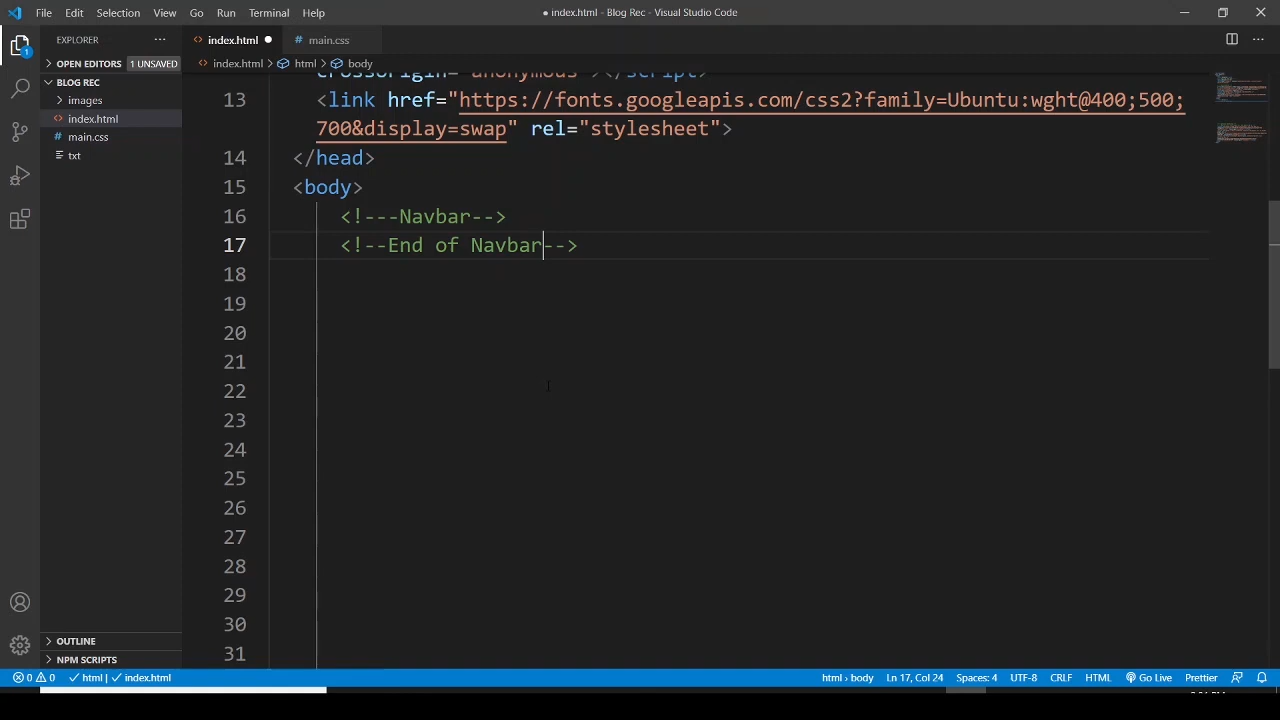 File Edit Selection View Go Run Terminal Help
● index.html - Blog Rec - Visual Studio Code
EXPLORER
OPEN EDITORS 1 UNSAVED
BLOG REC
images
index.html
main.css
txt
OUTLINE
NPM SCRIPTS
1
index.html ●
main.css
index.html > html > body
crossorigin="anonymous"></script>
13 <link href="https://fonts.googleapis.com/css2?family=Ubuntu:wght@400;500;
700&display=swap" rel="stylesheet">
14 </head>
15 <body>
16 <!---Navbar-->
17 <!--End of Navbar-->
18
19
20
21
22
23
24
25
26
27
28
29
30
31
0 0 html | index.html
html > body Ln 17, Col 24 Spaces: 4 UTF-8 CRLF HTML Go Live Prettier